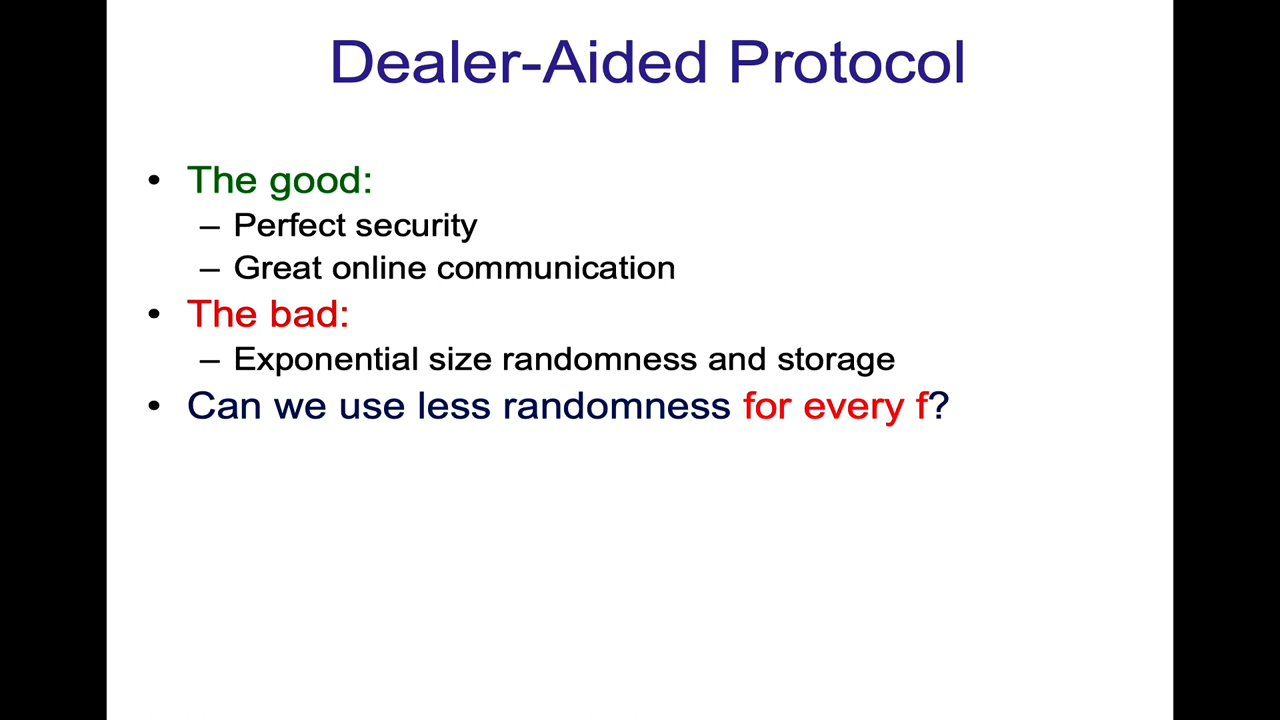 Dealer-Aided Protocol
• The good:
– Perfect security
– Great online communication
• The bad:
– Exponential size randomness and storage
• Can we use less randomness for every f?